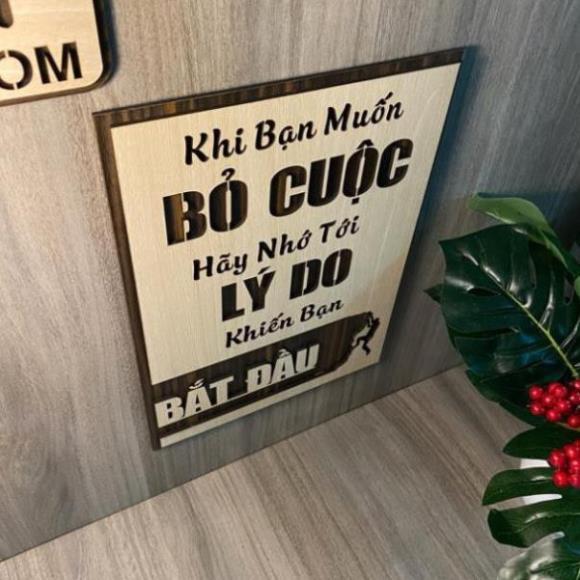 OM
Khi Bạn Muốn
BỎ CUỘC
Hãy Nhớ Tới
LÝ DO
Khiến Bạn
BẮT ĐẦU